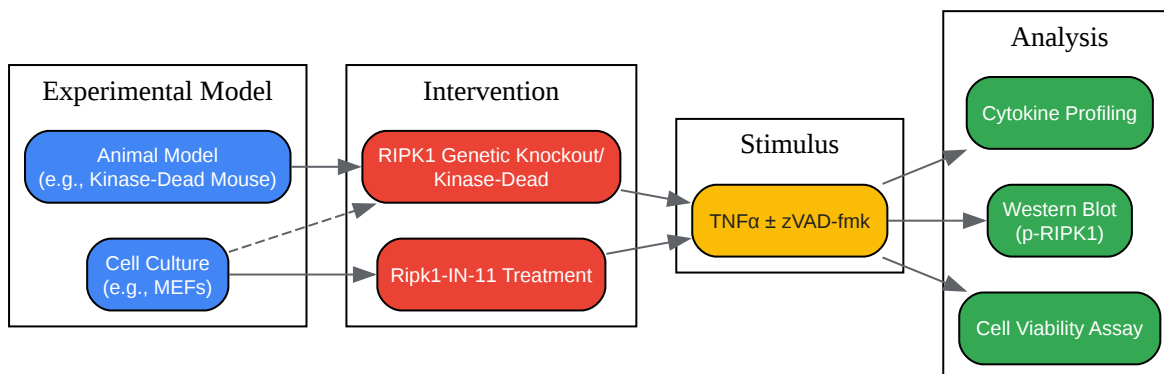 Experimental Model
Animal Model
(e.g., Kinase-Dead Mouse)
Cell Culture
(e.g., MEFs)
Intervention
RIPK1 Genetic Knockout/
Kinase-Dead
Ripk1-IN-11 Treatment
Stimulus
TNFα ± zVAD-fmk
Analysis
Cytokine Profiling
Western Blot
(p-RIPK1)
Cell Viability Assay